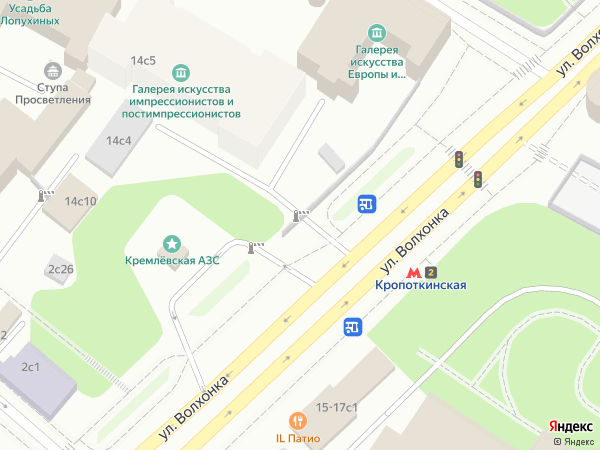 Усадьба
Лопухиных
14с5
Галерея
искусства
Европы и...
ул. Волхонка
Ступа
Просветления
Галерея искусства
импрессионистов и
постимпрессионистов
14с4
14с10
ул. Волхонка
Кремлёвская АЗС
2с26
2
Кропоткинская
2
2с1
ул. Волхонка
15-17с1
IL Патио
Яндекс
© Яндекс